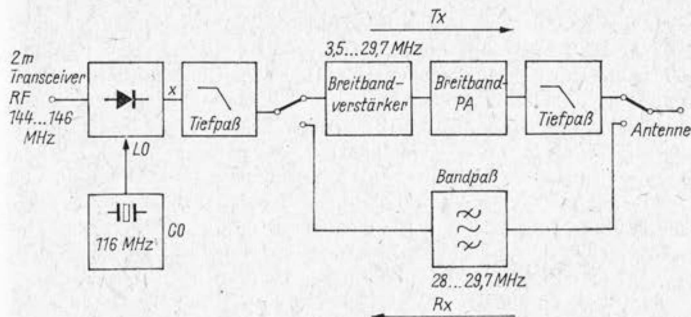 Tx
2m
Transceiver
RF
144...146
MHz
x
LO
116 MHz
CO
Tiefpaß
3,5...29,7 MHz
Breitband-
verstärker
Breitband-
PA
Tiefpaß
Antenne
Bandpaß
28...29,7 MHz
Rx